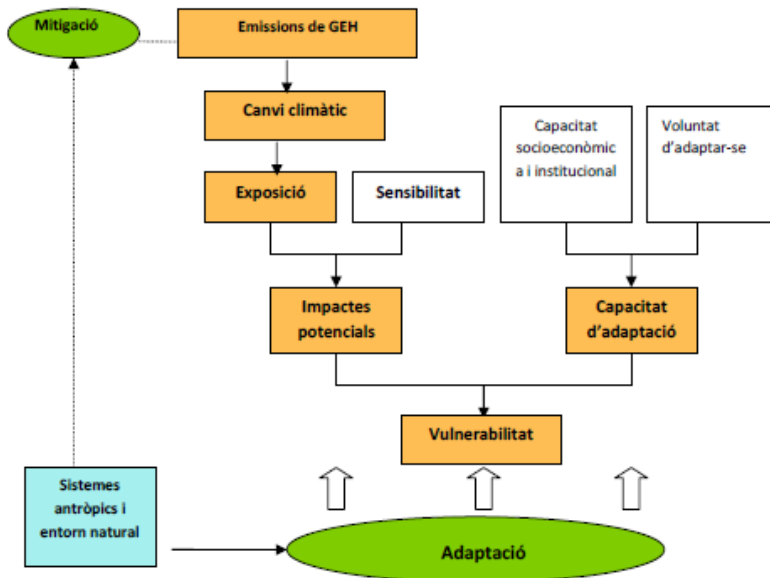 Mitigació
Emissions de GEH
Canvi climàtic
Capacitat
socioeconòmic
a i institucional
Voluntat
d'adaptar-se
Exposició
Sensibilitat
Impactes
potencials
Capacitat
d'adaptació
Vulnerabilitat
Sistemes
antròpics i
entorn natural
Adaptació